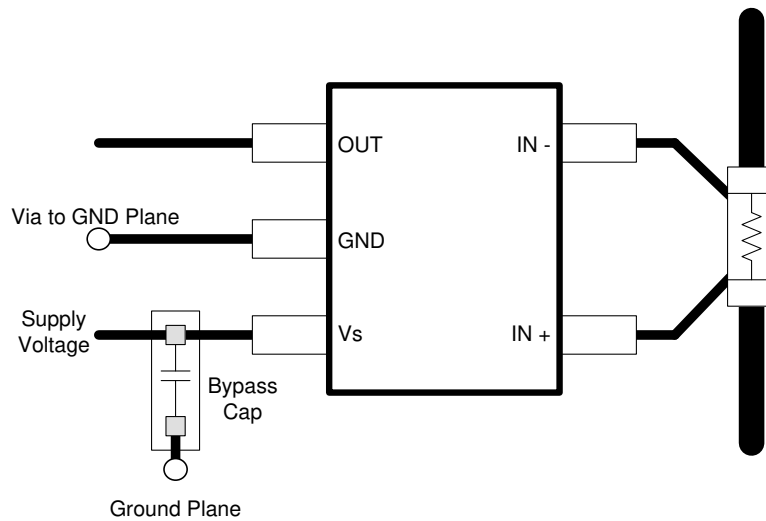 OUT
IN -
Via to GND Plane
GND
Supply
Voltage
Vs
IN +
Bypass
Cap
Ground Plane